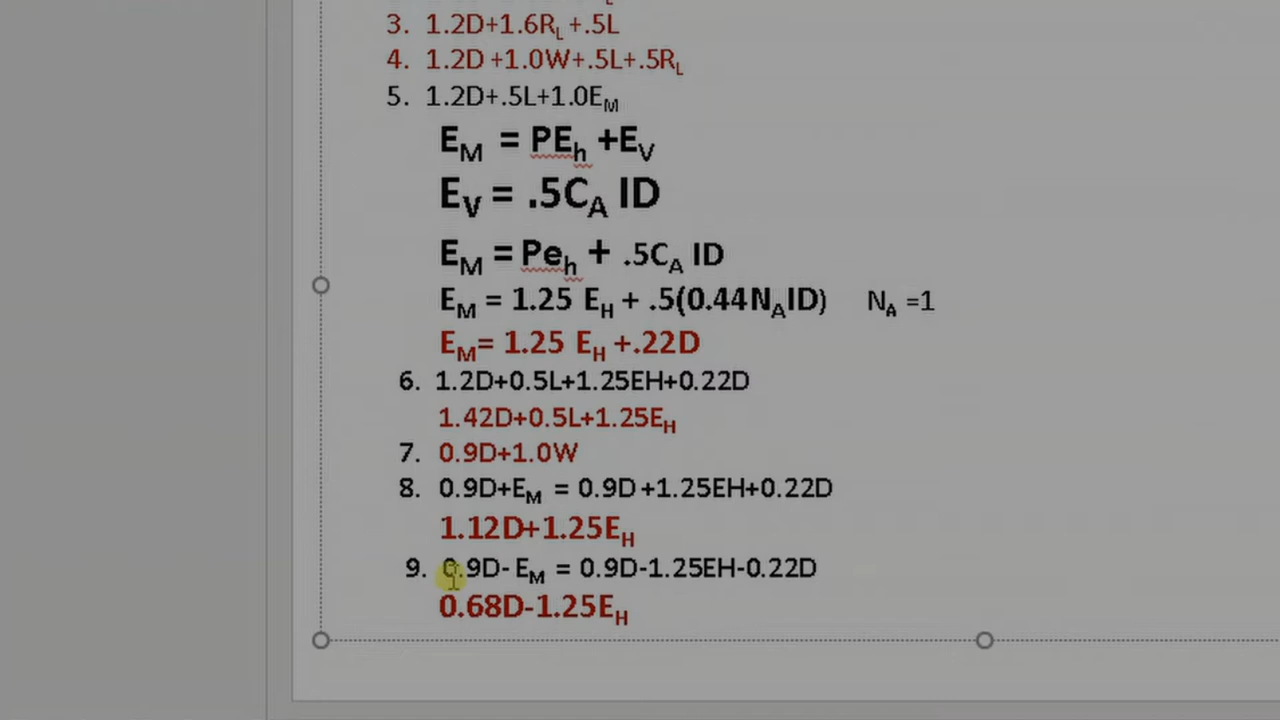 3. 1.2D+1.6RL +.5L
4. 1.2D +1.0W+.5L+.5RL
5. 1.2D+.5L+1.0EM
EM = PEh +EV
EV = .5CA ID
EM = Peh + .5CA ID
EM = 1.25 EH + .5(0.44NAID) NA =1
EM= 1.25 EH +.22D
6. 1.2D+0.5L+1.25EH+0.22D
1.42D+0.5L+1.25EH
7. 0.9D+1.0W
8. 0.9D+EM = 0.9D+1.25EH+0.22D
1.12D+1.25EH
9. 0.9D- EM = 0.9D-1.25EH-0.22D
0.68D-1.25EH